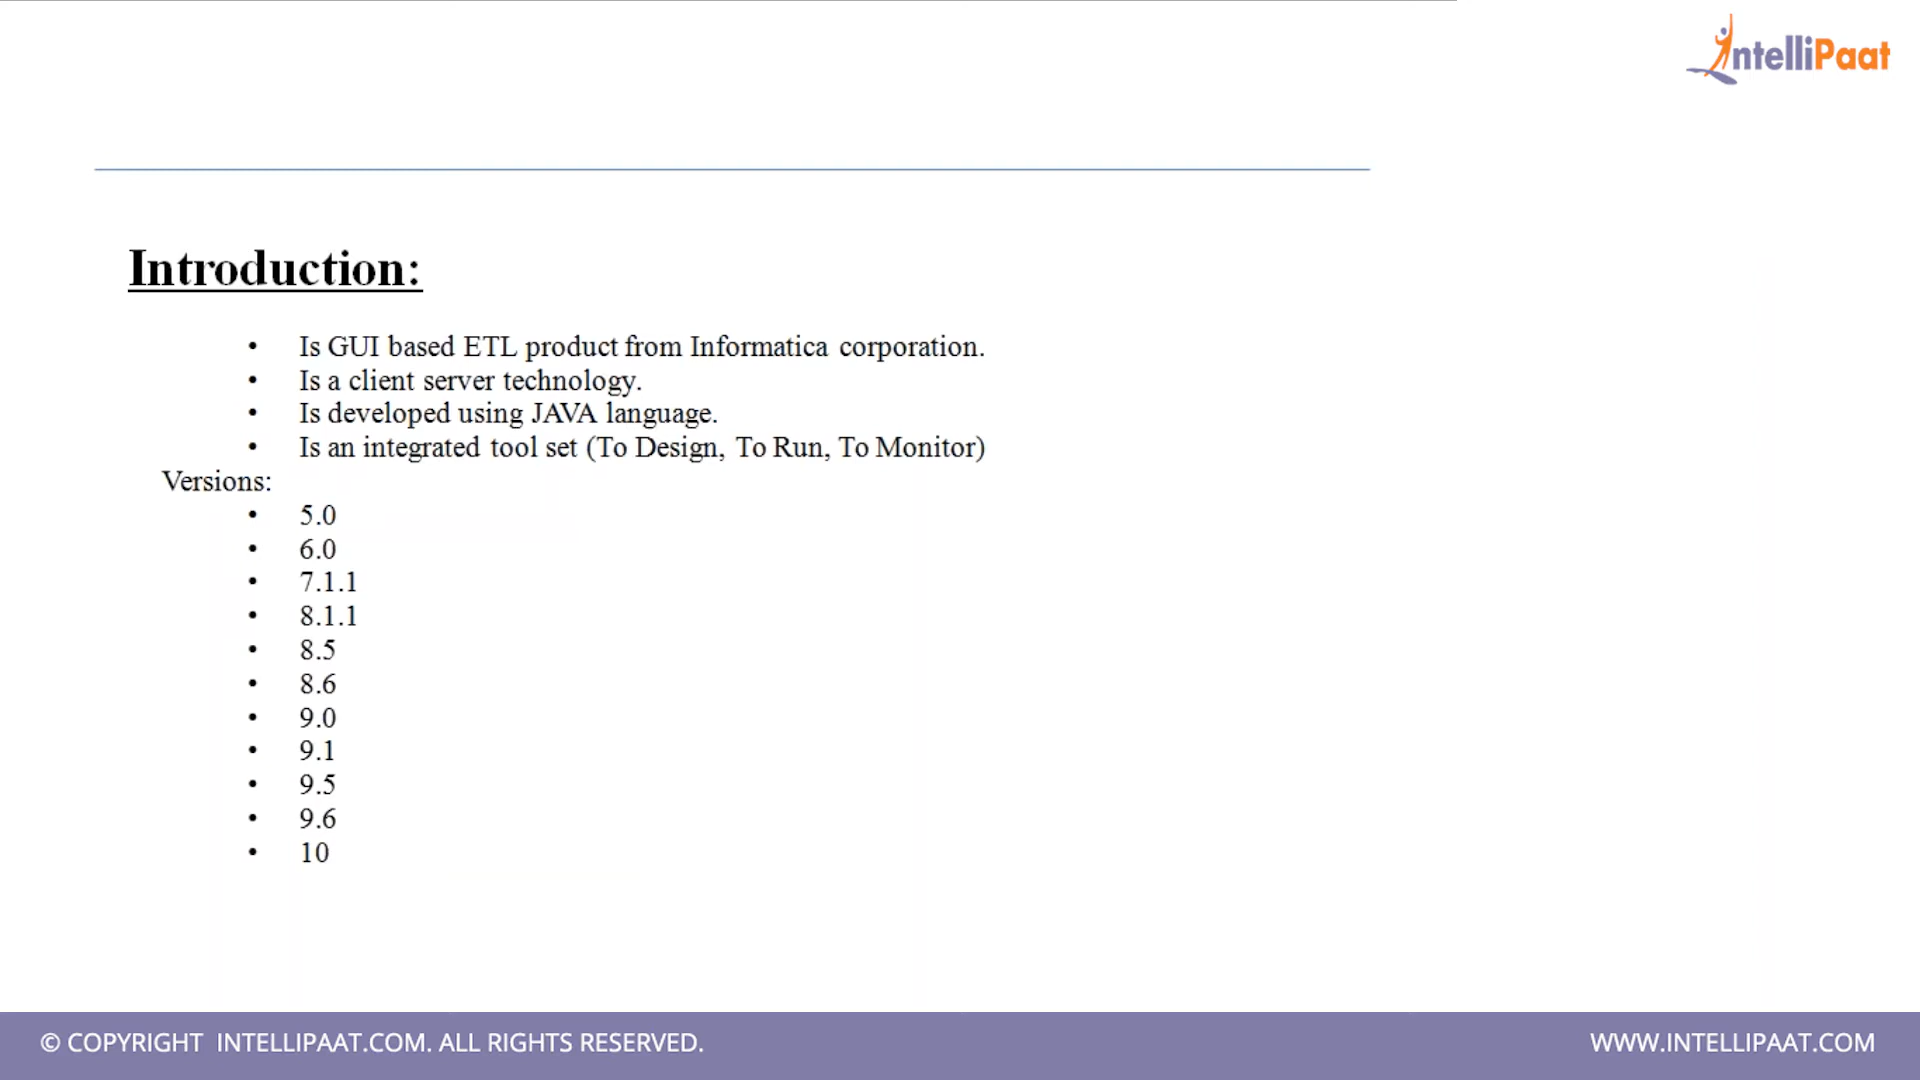 IntelliPaat
Introduction:
• Is GUI based ETL product from Informatica corporation.
• Is a client server technology.
• Is developed using JAVA language.
• Is an integrated tool set (To Design, To Run, To Monitor)
Versions:
• 5.0
• 6.0
• 7.1.1
• 8.1.1
• 8.5
• 8.6
• 9.0
• 9.1
• 9.5
• 9.6
• 10
© COPYRIGHT INTELLIPAAT.COM. ALL RIGHTS RESERVED.
WWW.INTELLIPAAT.COM